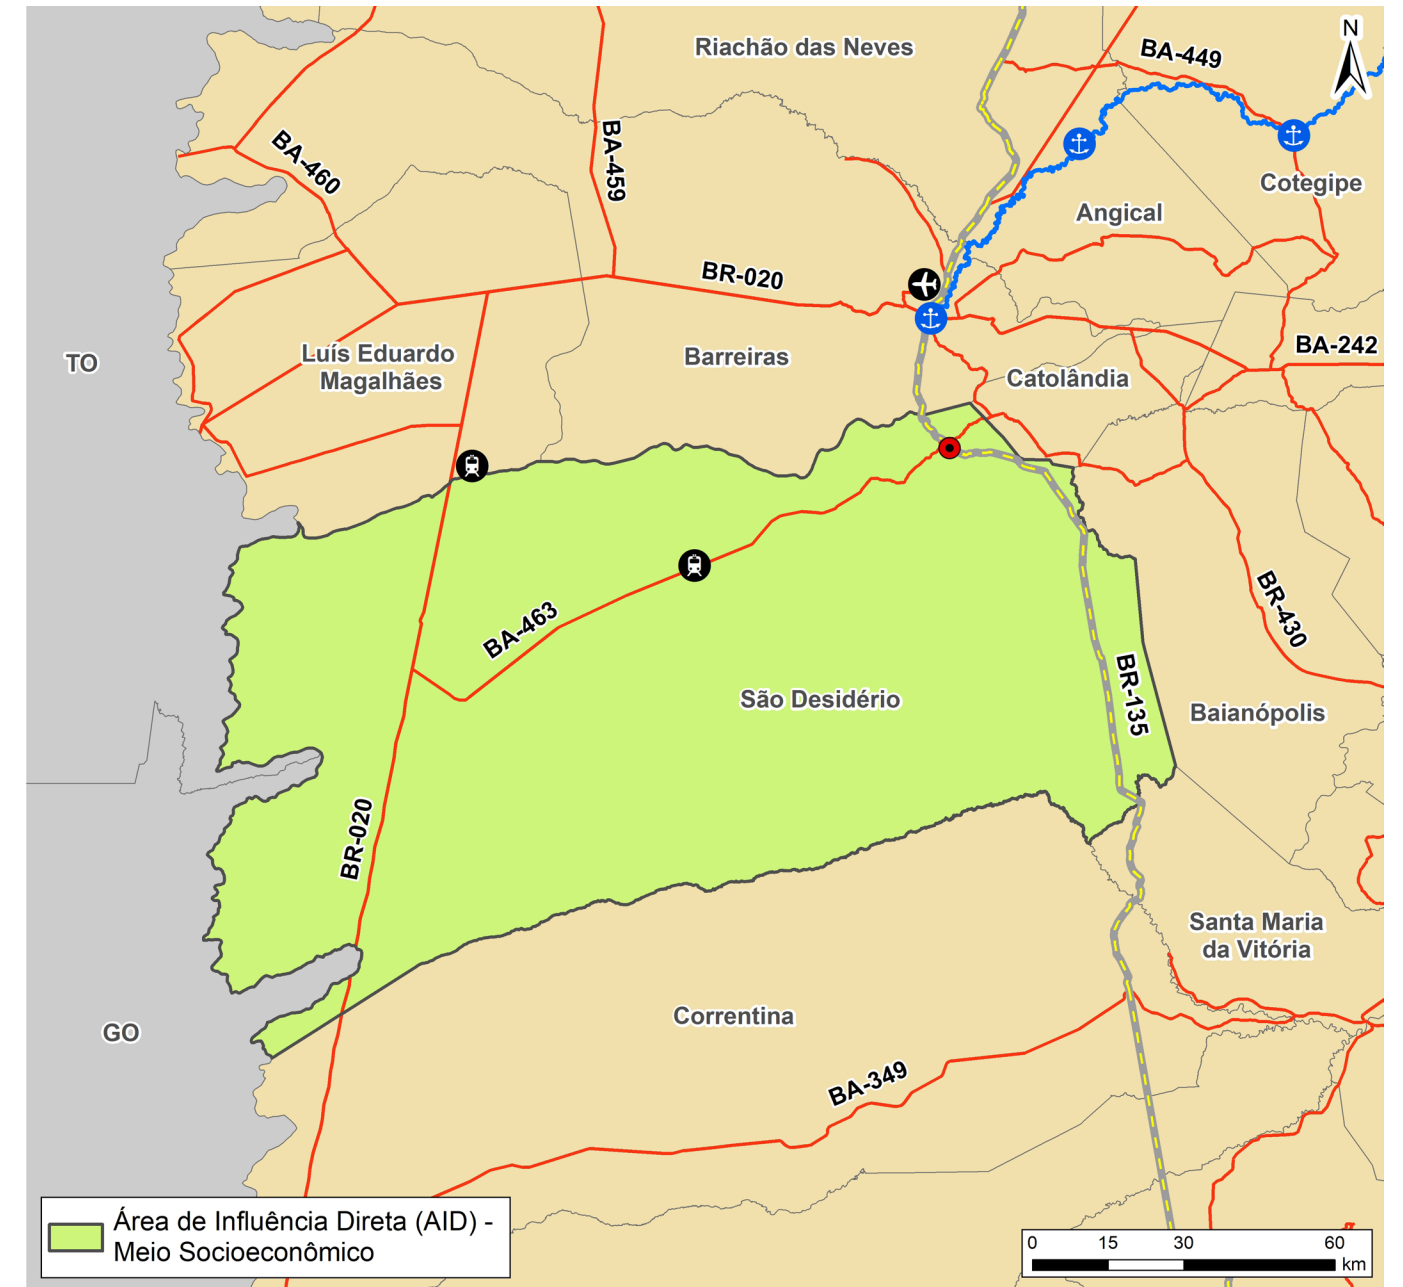 Riachão das Neves
N
BA-449
BA-460
BA-459
Cotegipe
Angical
BR-020
TO
Luís Eduardo
Magalhães
Barreiras
BA-242
Catolândia
BA-463
BR-430
São Desidério
BR-135
Baianópolis
BR-020
Santa Maria
da Vitória
GO
Correntina
BA-349
Área de Influência Direta (AID) -
Meio Socioeconômico
0 15 30 60
km